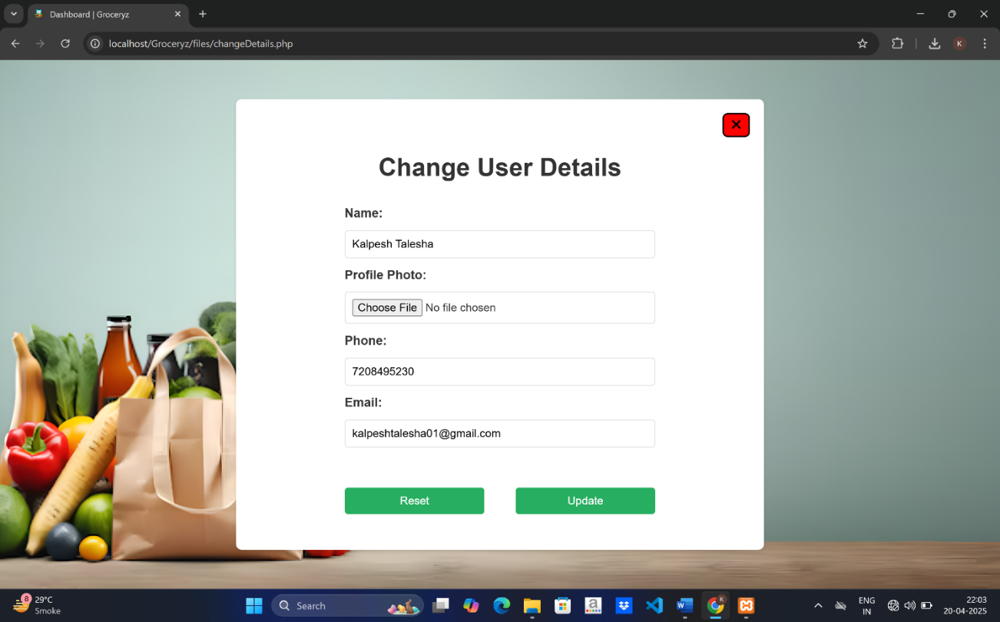 Dashboard | Groceryz
localhost/Groceryz/files/changeDetails.php
K
Change User Details
Name:
Kalpesh Talesha
Profile Photo:
Choose File No file chosen
Phone:
7208495230
Email:
kalpeshtalesha01@gmail.com
Reset Update
8
29°C
Smoke
Search
a
W
K
ENG
IN
22:03
20-04-2025